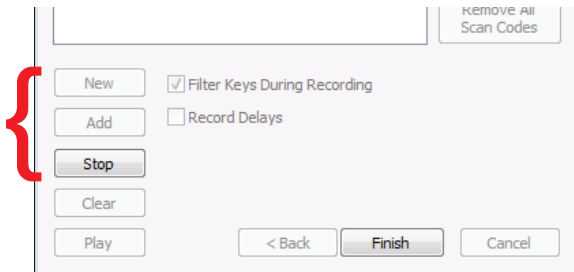 Remove All
Scan Codes
New
Filter Keys During Recording
Add
Record Delays
Stop
Clear
Play
< Back
Finish
Cancel